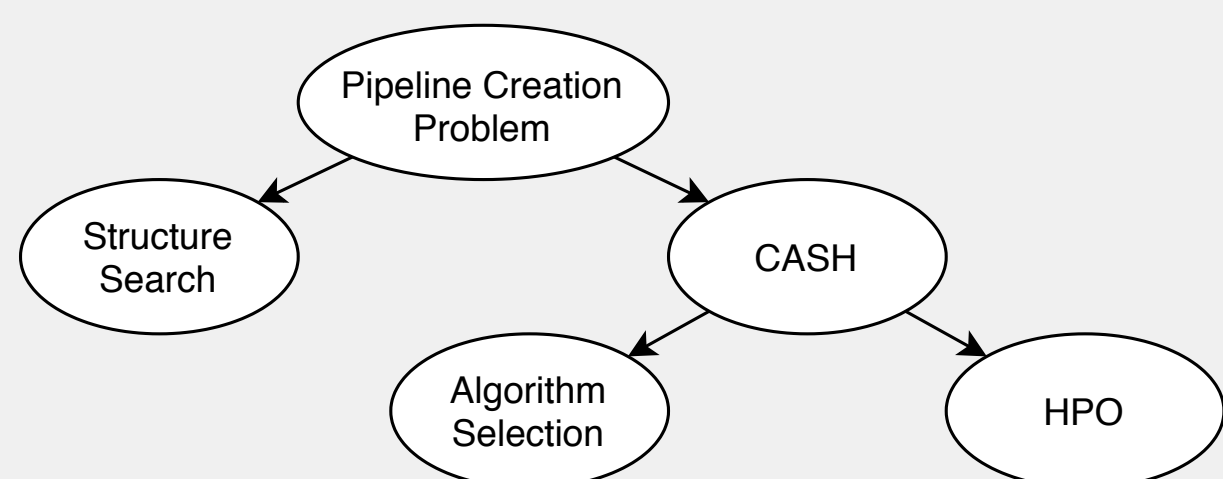 Pipeline Creation
Problem
Structure
Search
CASH
Algorithm
Selection
HPO